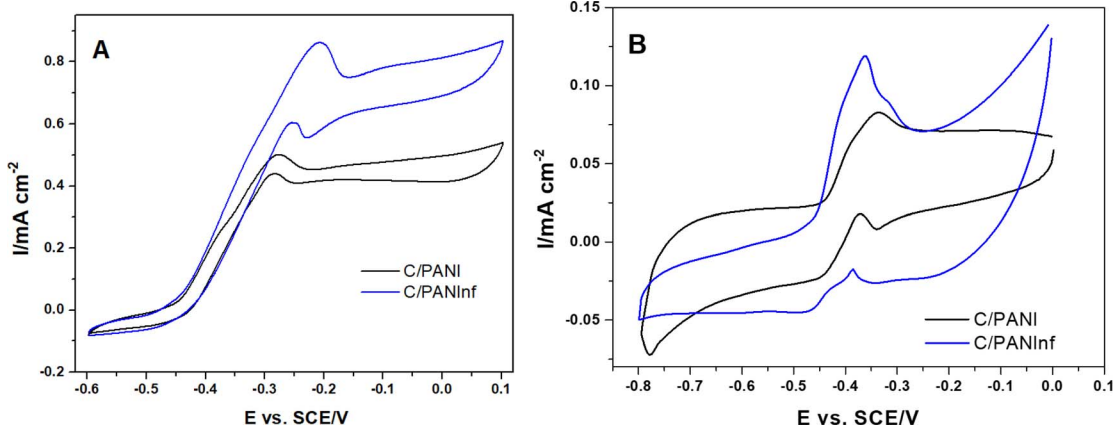 A
I/mA cm-2
0.8
0.6
0.4
0.2
0.0
-0.2
C/PANI
C/PANInf
-0.6 -0.5 -0.4 -0.3 -0.2 -0.1 0.0 0.1
E vs. SCE/V
B
I/mA cm-2
0.15
0.10
0.05
0.00
-0.05
C/PANI
C/PANInf
-0.8 -0.7 -0.6 -0.5 -0.4 -0.3 -0.2 -0.1 0.0 0.1
E vs. SCE/V